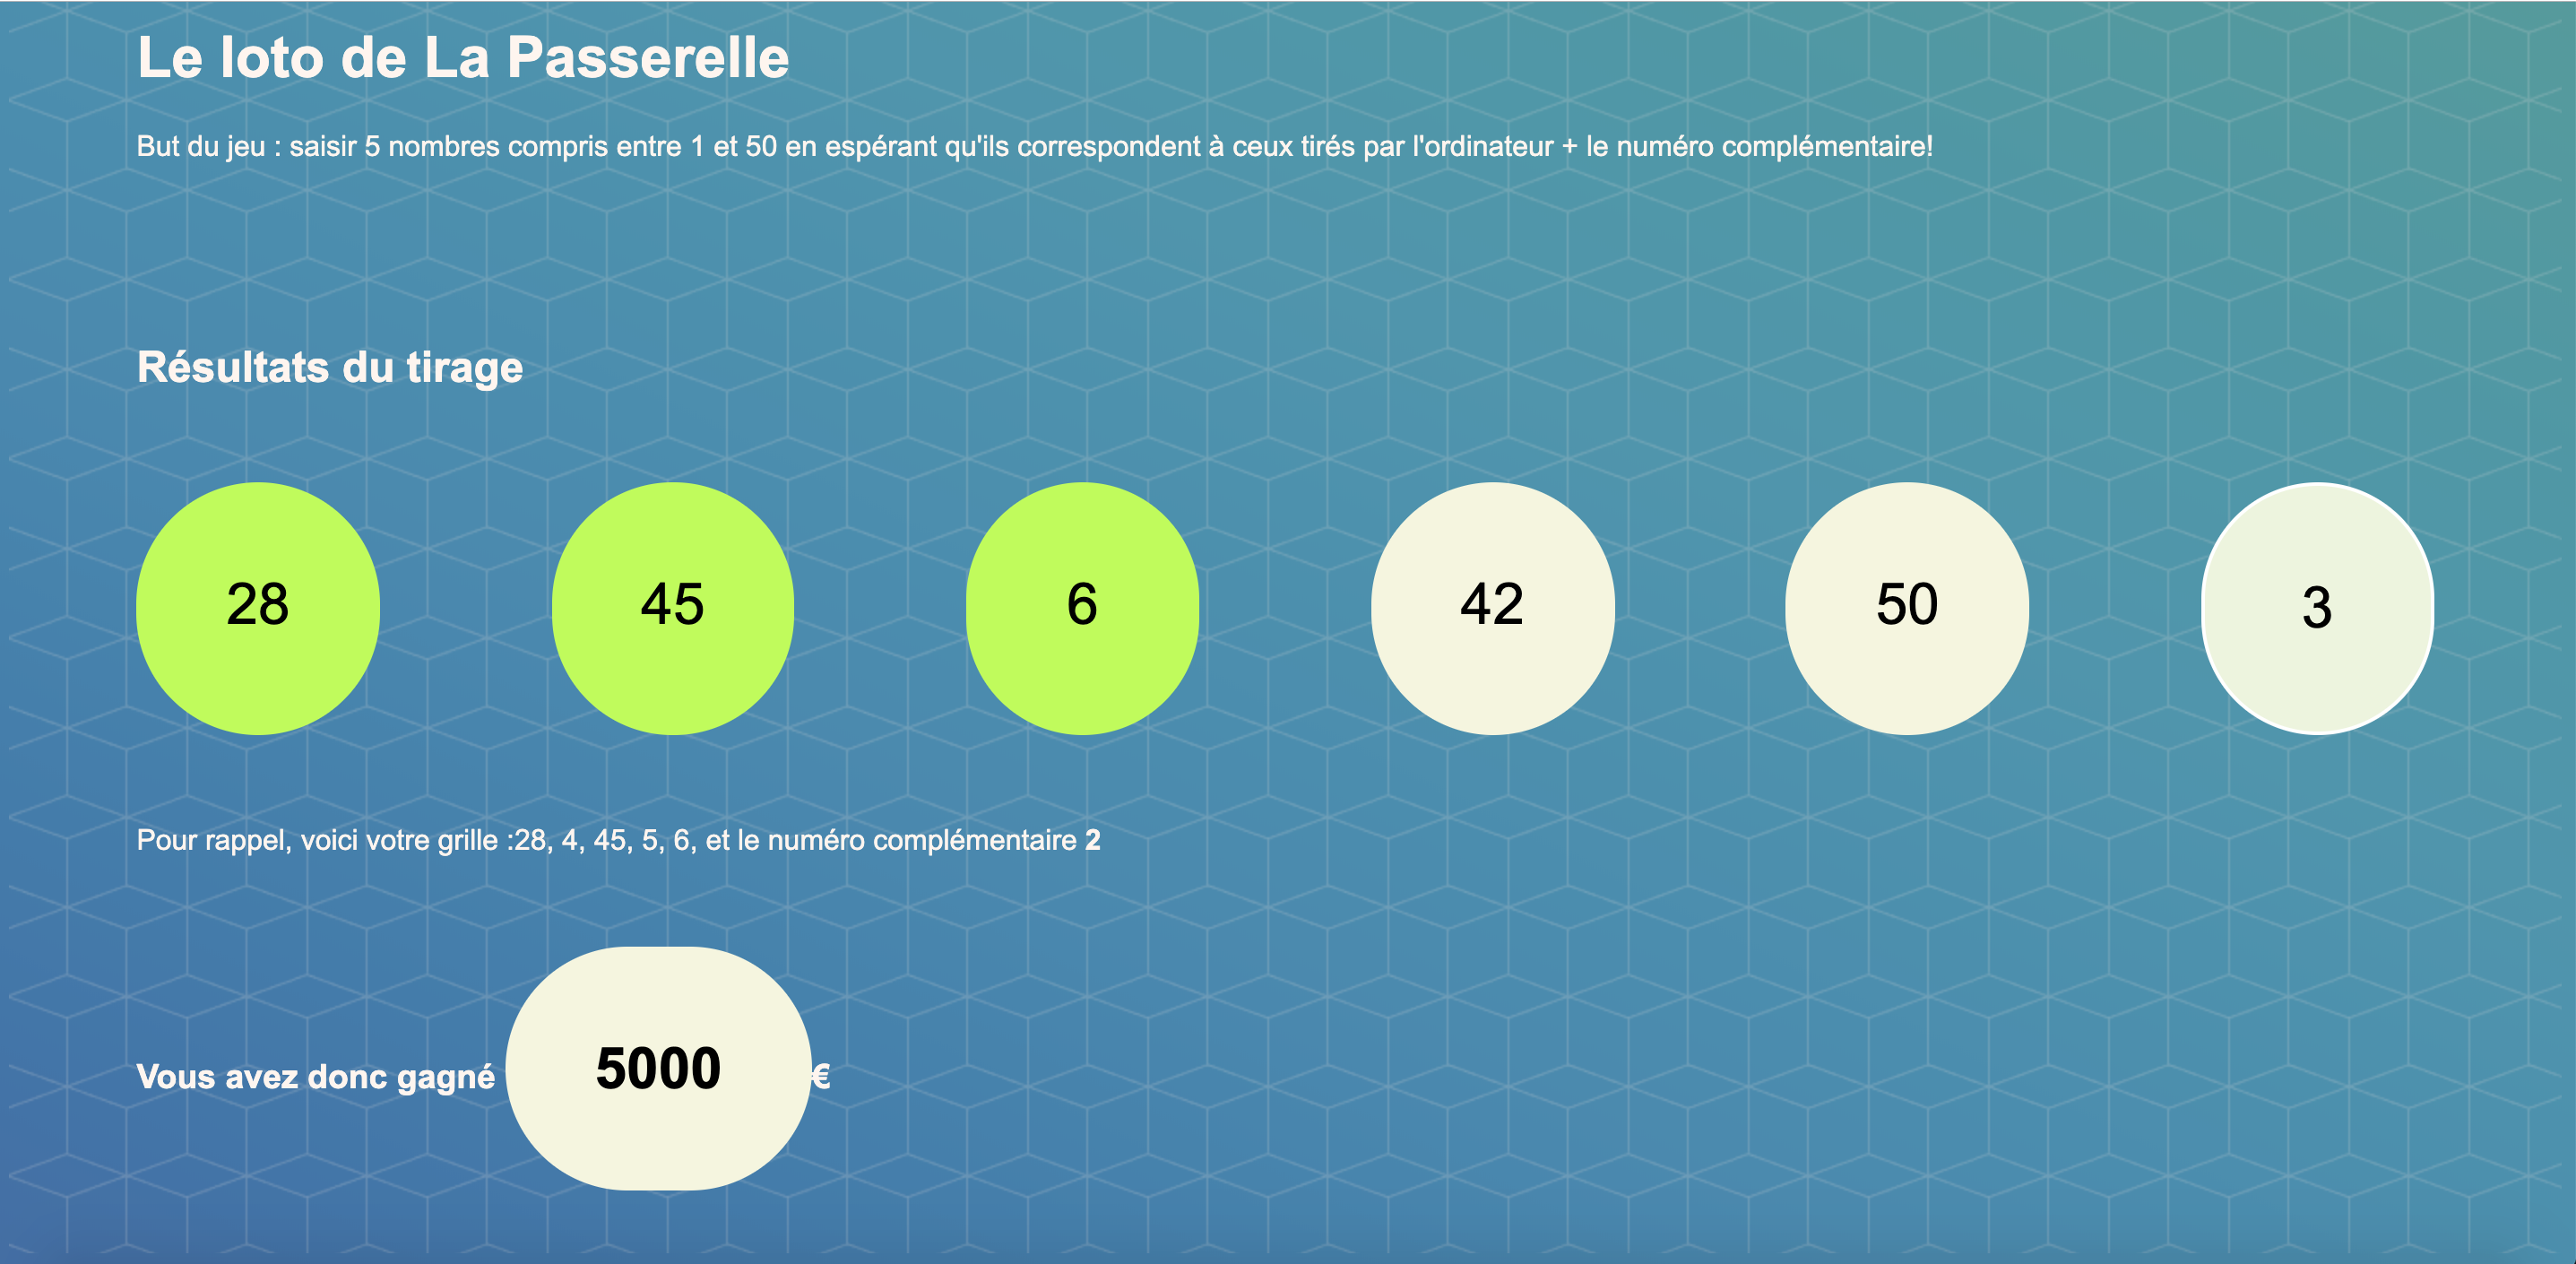 Le loto de La Passerelle
But du jeu : saisir 5 nombres compris entre 1 et 50 en espérant qu'ils correspondent à ceux tirés par l'ordinateur + le numéro complémentaire!
Résultats du tirage
28 45 6 42 50 3
Pour rappel, voici votre grille :28, 4, 45, 5, 6, et le numéro complémentaire 2
Vous avez donc gagné 5000 €